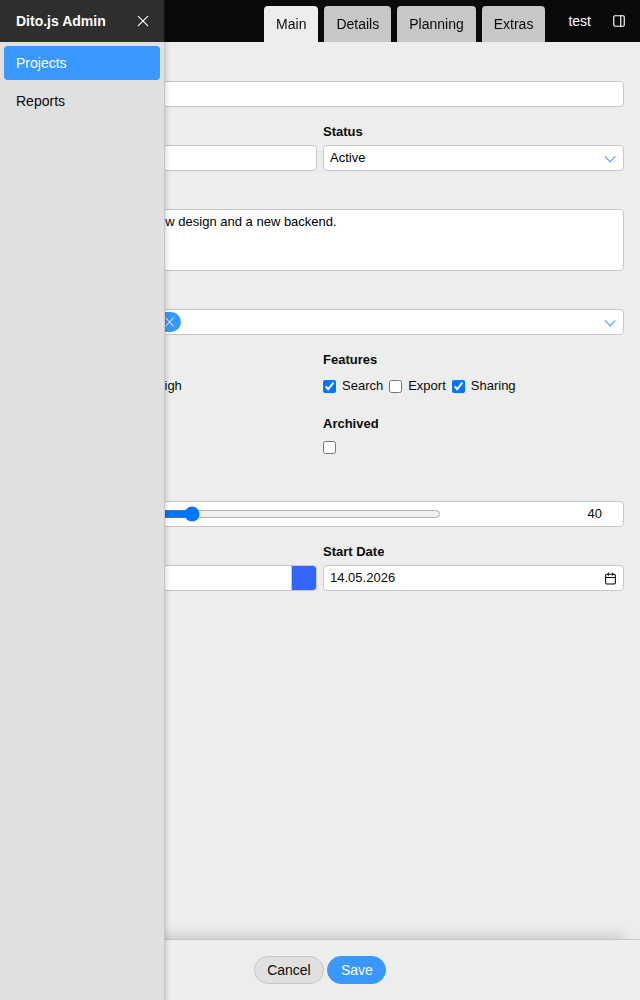 Dito.js Admin
Main
Details
Planning
Extras
test
Projects
Reports
Status
Active
w design and a new backend.
Features
igh
Search
Export
Sharing
Archived
40
Start Date
14.05.2026
Cancel
Save